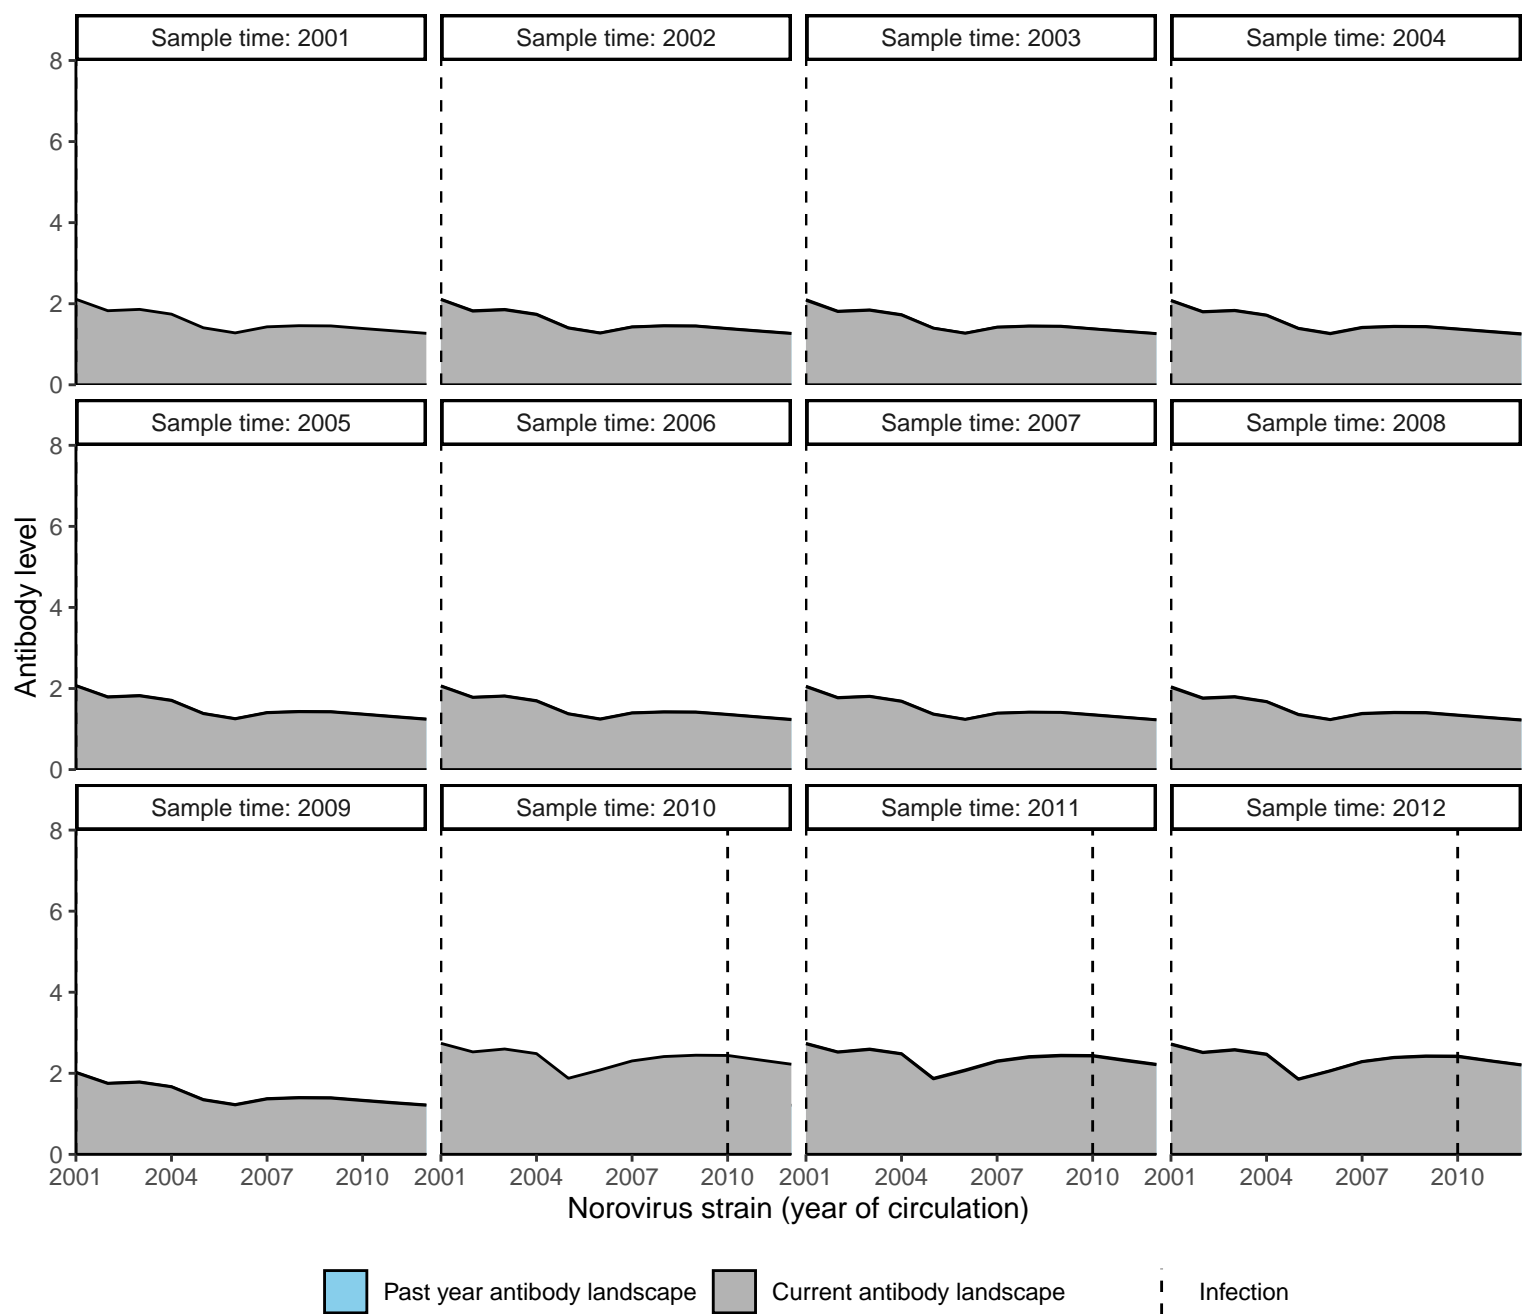 Sample time: 2001 Sample time: 2002 Sample time: 2003 Sample time: 2004
8
6
4
2
0
Sample time: 2005 Sample time: 2006 Sample time: 2007 Sample time: 2008
8
6
4
2
0
Antibody level
Sample time: 2009 Sample time: 2010 Sample time: 2011 Sample time: 2012
8
6
4
2
0
2001 2004 2007 2010 2001 2004 2007 2010 2001 2004 2007 2010 2001 2004 2007 2010
Norovirus strain (year of circulation)
Past year antibody landscape Current antibody landscape Infection